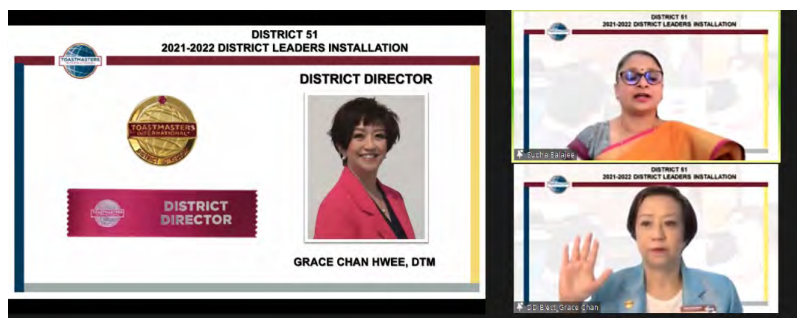 DISTRICT 51
2021-2022 DISTRICT LEADERS INSTALLATION
TOASTMASTERS
INTERNATIONAL
DISTRICT DIRECTOR
TOASTMASTERS
INTERNATIONAL
DISTRICT
DIRECTOR
GRACE CHAN HWEE, DTM
DISTRICT 51
2021-2022 DISTRICT LEADERS INSTALLATION
Balajee
DISTRICT 51
2021-2022 DISTRICT LEADERS INSTALLATION
DD Elect_Grace Chan